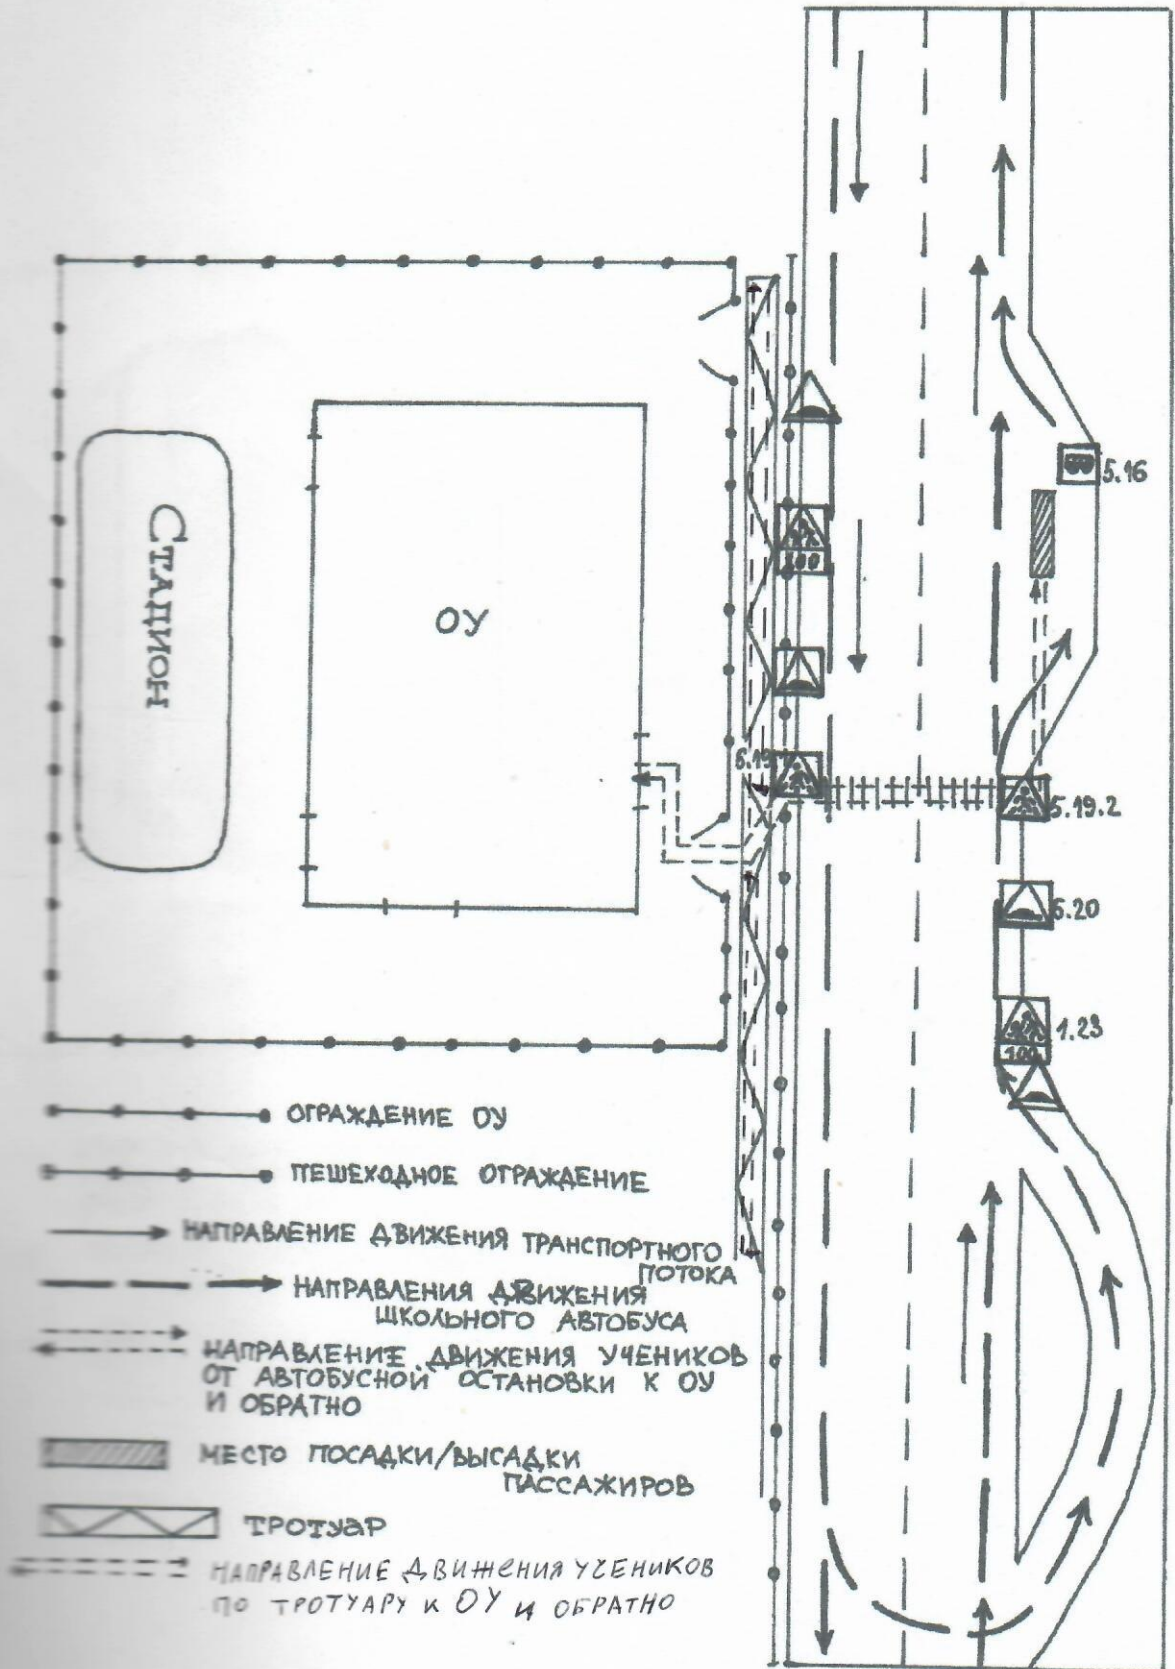 5.16
СТАДИОН
ОУ
100
5.19.2
5.20
1.23
100
ОГРАЖДЕНИЕ ОУ
ПЕШЕХОДНОЕ ОГРАЖДЕНИЕ
НАПРАВЛЕНИЕ ДВИЖЕНИЯ ТРАНСПОРТНОГО
ПОТОКА
НАПРАВЛЕНИЯ ДВИЖЕНИЯ
ШКОЛЬНОГО АВТОБУСА
НАПРАВЛЕНИЕ ДВИЖЕНИЯ УЧЕНИКОВ
ОТ АВТОБУСНОЙ ОСТАНОВКИ К ОУ
И ОБРАТНО
МЕСТО ПОСАДКИ/ВЫСАДКИ
ПАССАЖИРОВ
ТРОТУАР
НАПРАВЛЕНИЕ ДВИЖЕНИЯ УЧЕНИКОВ
ПО ТРОТУАРУ К ОУ И ОБРАТНО